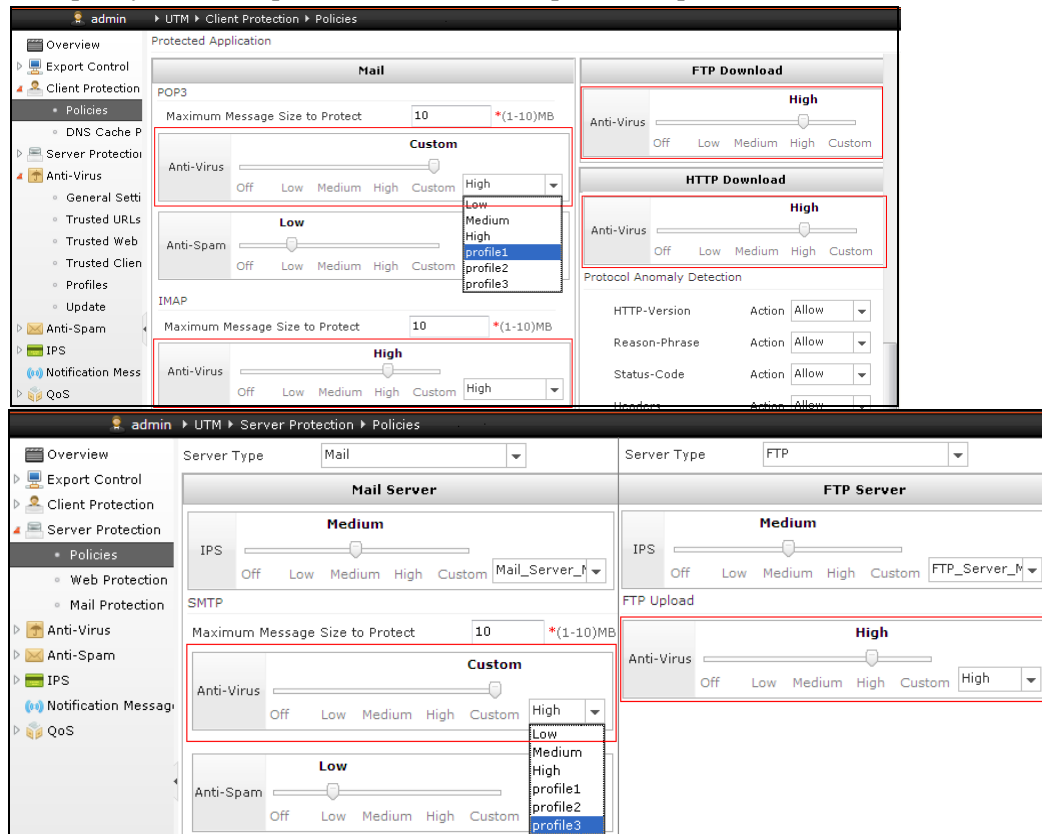 admin UTM Client Protection Policies
Overview
Export Control
Client Protection
Policies
DNS Cache P
Server Protection
Anti-Virus
General Setti
Trusted URLs
Trusted Web
Trusted Clien
Profiles
Update
Anti-Spam
IPS
Notification Mess
QoS
Protected Application
Mail
POP3
Maximum Message Size to Protect 10 *(1-10)MB
Custom
Anti-Virus
Off Low Medium High Custom High
Low
Medium
High
profile1
profile2
profile3
Low
Anti-Spam
Off Low Medium High Custom
IMAP
Maximum Message Size to Protect 10 *(1-10)MB
High
Anti-Virus
Off Low Medium High Custom High
FTP Download
High
Anti-Virus
Off Low Medium High Custom
HTTP Download
High
Anti-Virus
Off Low Medium High Custom
Protocol Anomaly Detection
HTTP-Version Action Allow
Reason-Phrase Action Allow
Status-Code Action Allow
Headers Action Allow
admin UTM Server Protection Policies
Overview
Export Control
Client Protection
Server Protection
Policies
Web Protection
Mail Protection
Anti-Virus
Anti-Spam
IPS
Notification Messag
QoS
Server Type Mail
Mail Server
Medium
IPS
Off Low Medium High Custom Mail_Server_M
SMTP
Maximum Message Size to Protect 10 *(1-10)MB
Custom
Anti-Virus
Off Low Medium High Custom High
Low
Medium
High
profile1
profile2
profile3
Low
Anti-Spam
Off Low Medium High Custom
Server Type FTP
FTP Server
Medium
IPS
Off Low Medium High Custom FTP_Server_M
FTP Upload
High
Anti-Virus
Off Low Medium High Custom High